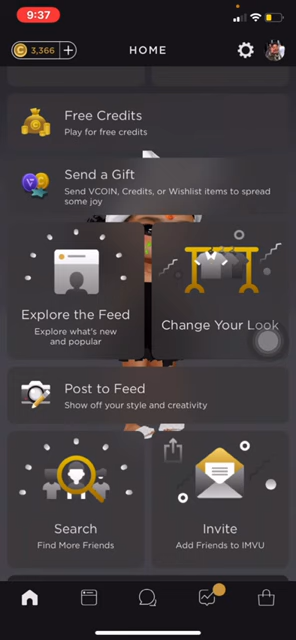 9:37
3,366 +
HOME
Free Credits
Play for free credits
Send a Gift
Send VCOIN, Credits, or Wishlist items to spread
some joy
Explore the Feed
Explore what's new
and popular
Change Your Look
Post to Feed
Show off your style and creativity
Search
Find More Friends
Invite
Add Friends to IMVU